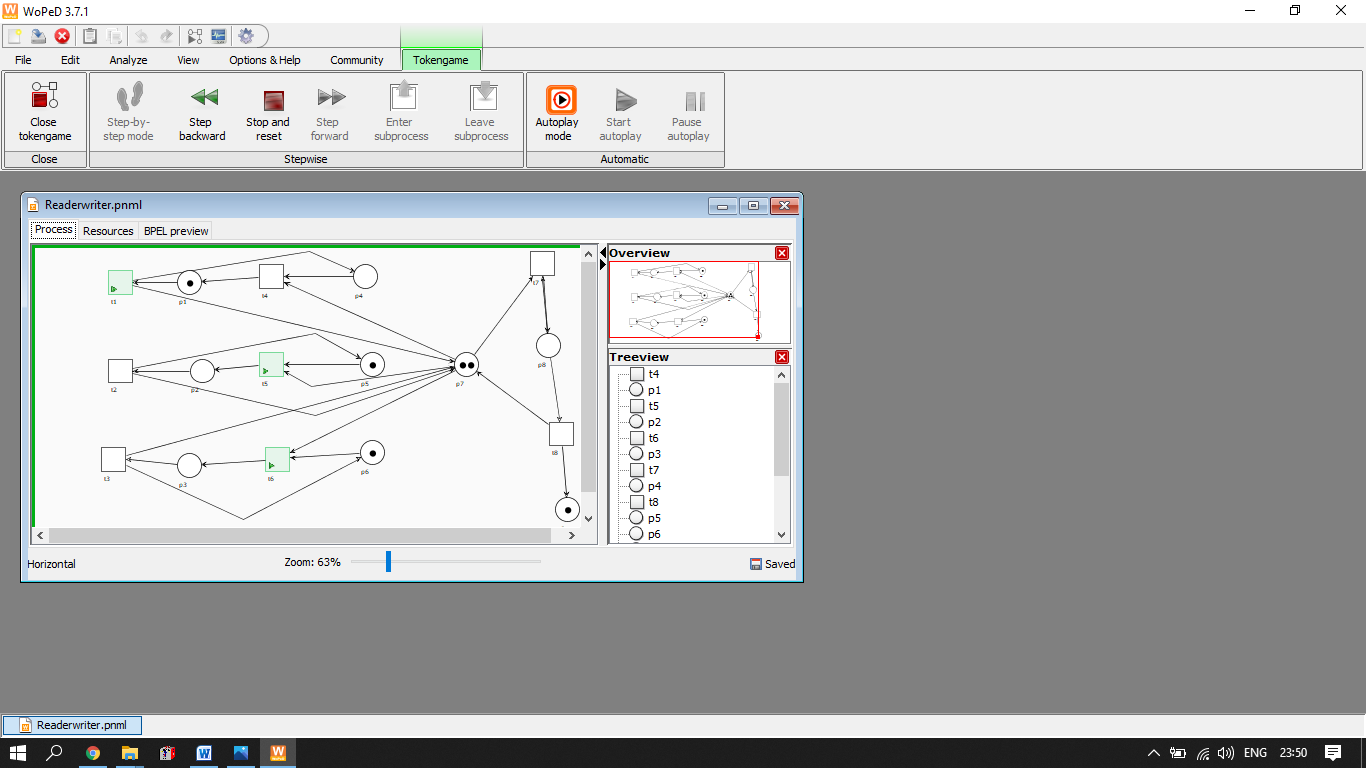 WoPeD 3.7.1
File Edit Analyze View Options & Help Community Tokengame
Close tokengame
Step-by-step mode
Step backward
Stop and reset
Step forward
Enter subprocess
Leave subprocess
Autoplay mode
Start autoplay
Pause autoplay
Close Stepwise Automatic
Readerwriter.pnml
Process Resources BPEL preview
t1 p1 t4 p4 t7
t2 p2 t5 p5 p7 p8
t3 p3 t6 p6 t8
Overview
Treeview
t4
p1
t5
p2
t6
p3
t7
p4
t8
p5
p6
Horizontal Zoom: 63% Saved
Readerwriter.pnml
ENG 23:50